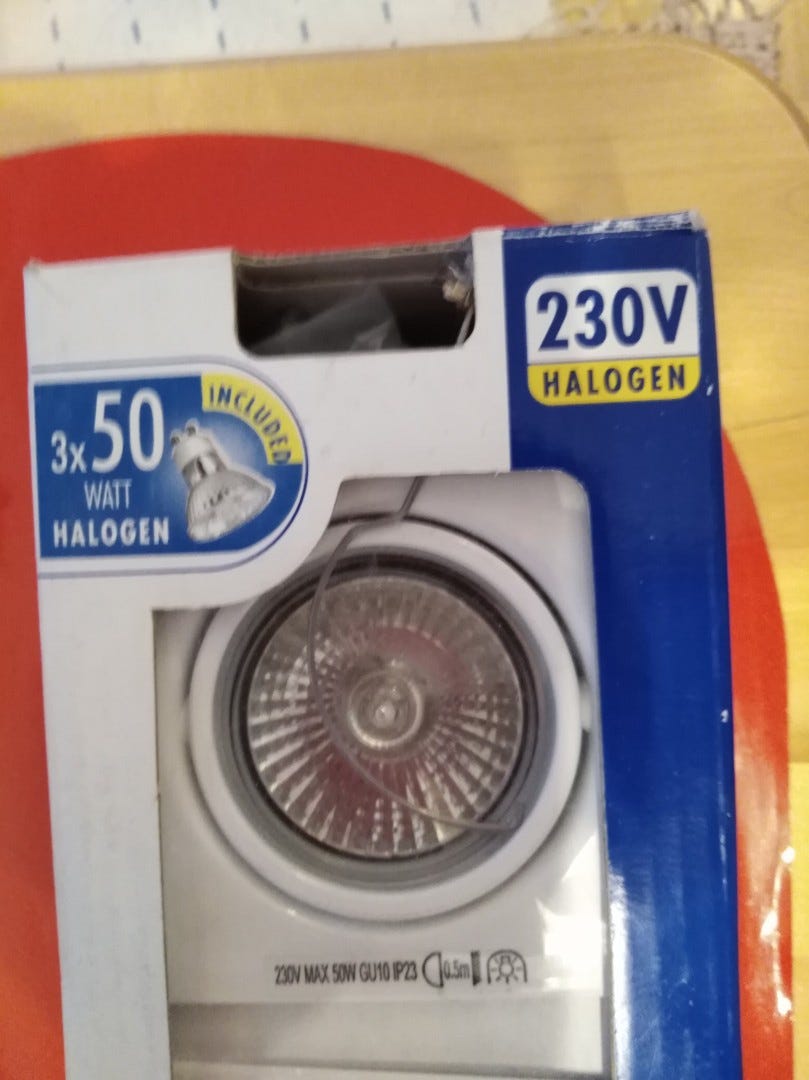 230V
HALOGEN
INCLUDED
3x50
WATT
HALOGEN
230V MAX 50W GU10 IP23 0.5m